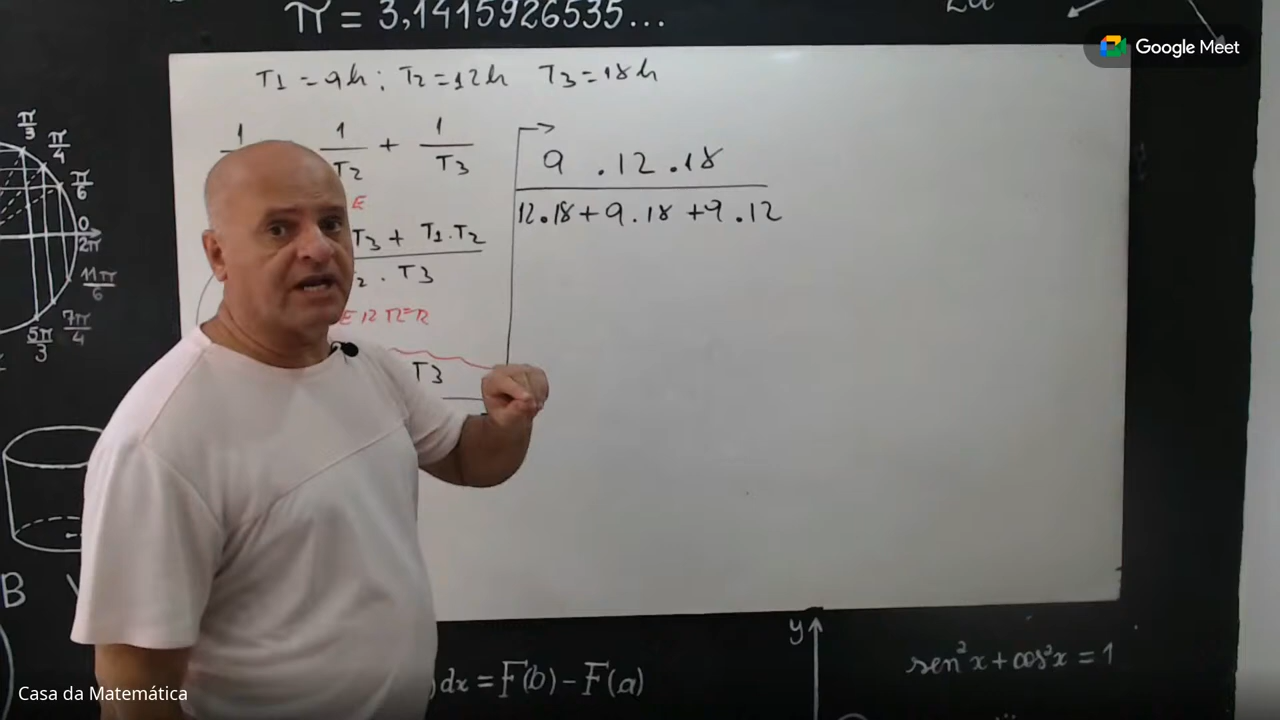 π = 3,1415926535...
2a
Google Meet
T1 = 9h; T2 = 12h T3 = 18h
1 1/T2 + 1/T3
9 . 12 . 18
12.18 + 9.18 + 9.12
E
T3 + T1.T2
2 . T3
T3
π/3
π/4
π/6
0
2π
11π/6
7π/4
5π/3
B V
y
dx = F(b) - F(a)
sen²x + cos²x = 1
Casa da Matemática